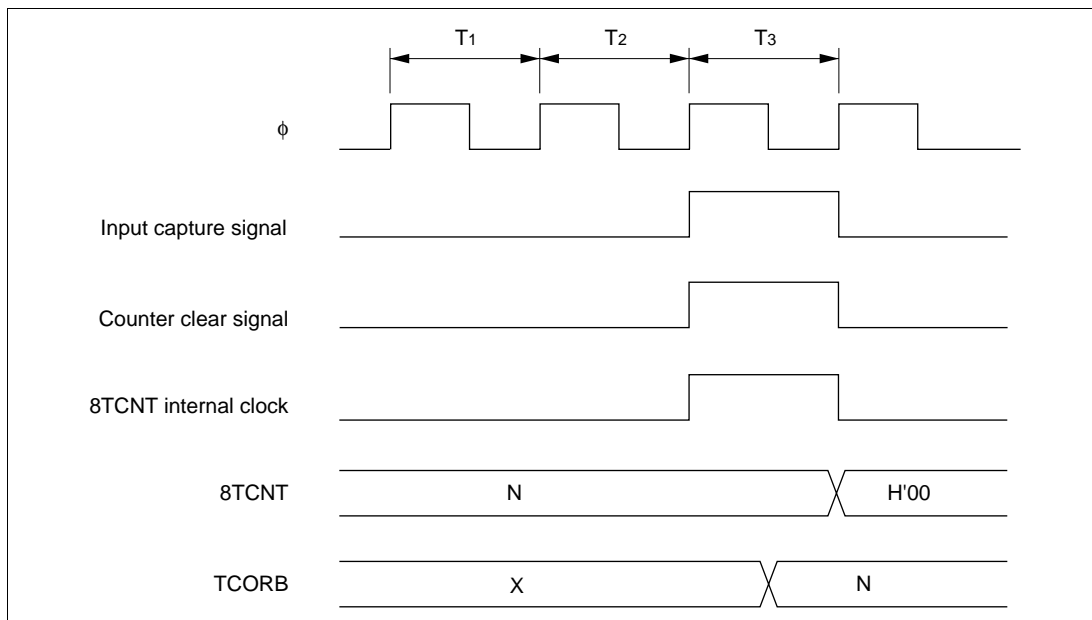 T1 T2 T3
ϕ
Input capture signal
Counter clear signal
8TCNT internal clock
8TCNT N H'00
TCORB X N